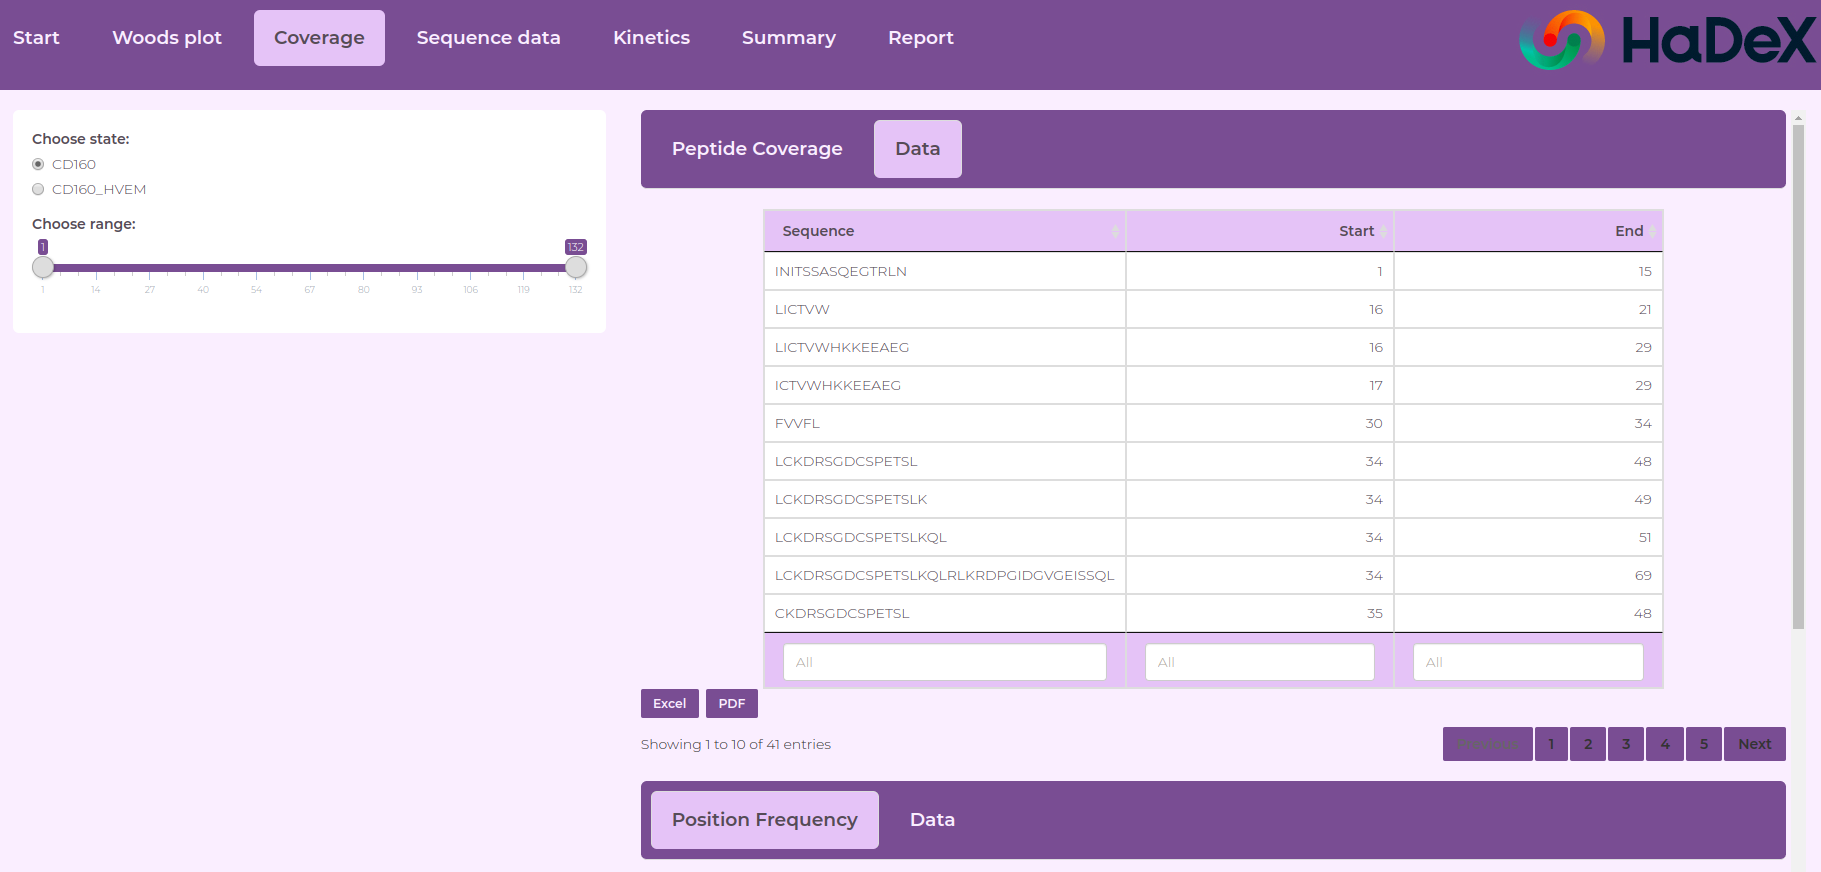 Start Woods plot Coverage Sequence data Kinetics Summary Report HaDeX
Choose state:
CD160
CD160_HVEM
Choose range:
1 132
1 14 27 40 54 67 80 93 106 119 132
Peptide Coverage Data
Sequence Start End
INITSSASQEGTRLN 1 15
LICTVW 16 21
LICTVWHKKEEAEG 16 29
ICTVWHKKEEAEG 17 29
FVVFL 30 34
LCKDRSGDCSPETSL 34 48
LCKDRSGDCSPETSLK 34 49
LCKDRSGDCSPETSLKQL 34 51
LCKDRSGDCSPETSLKQLRLKRDPGIDGVGEISSQL 34 69
CKDRSGDCSPETSL 35 48
All All All
Excel PDF
Showing 1 to 10 of 41 entries
Previous 1 2 3 4 5 Next
Position Frequency Data